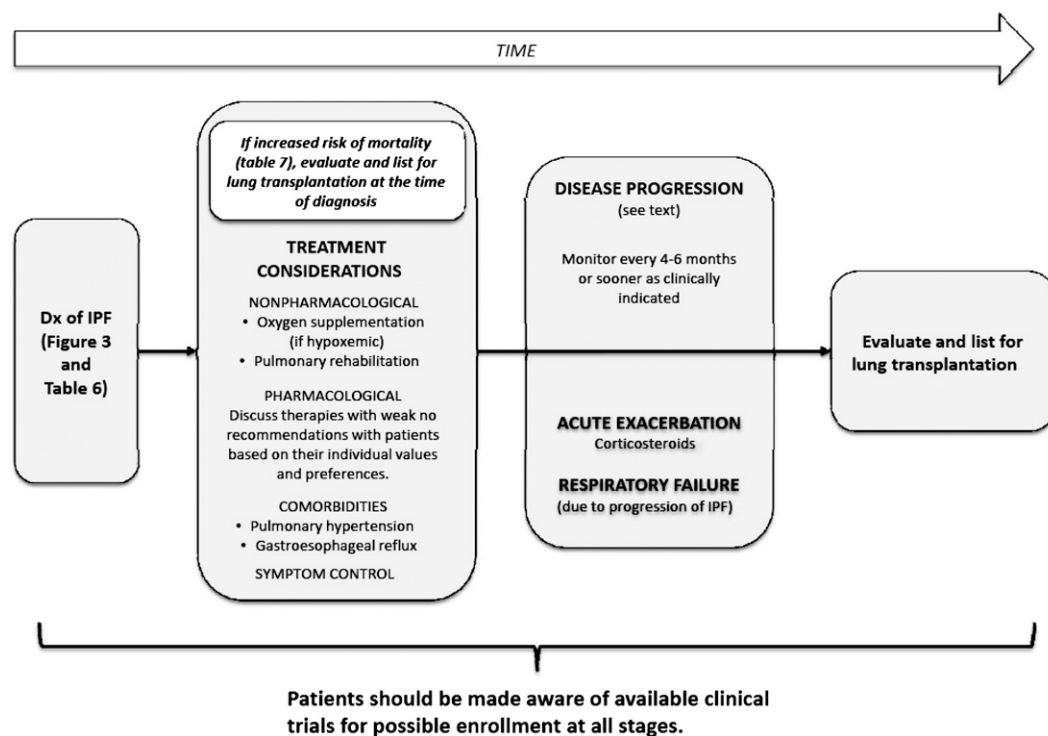 TIME
If increased risk of mortality
(table 7), evaluate and list for
lung transplantation at the time
of diagnosis
Dx of IPF
(Figure 3
and
Table 6)
TREATMENT
CONSIDERATIONS
NONPHARMACOLOGICAL
• Oxygen supplementation
(if hypoxemic)
• Pulmonary rehabilitation
PHARMACOLOGICAL
Discuss therapies with weak no
recommendations with patients
based on their individual values
and preferences.
COMORBIDITIES
• Pulmonary hypertension
• Gastroesophageal reflux
SYMPTOM CONTROL
DISEASE PROGRESSION
(see text)
Monitor every 4-6 months
or sooner as clinically
indicated
ACUTE EXACERBATION
Corticosteroids
RESPIRATORY FAILURE
(due to progression of IPF)
Evaluate and list for
lung transplantation
Patients should be made aware of available clinical
trials for possible enrollment at all stages.